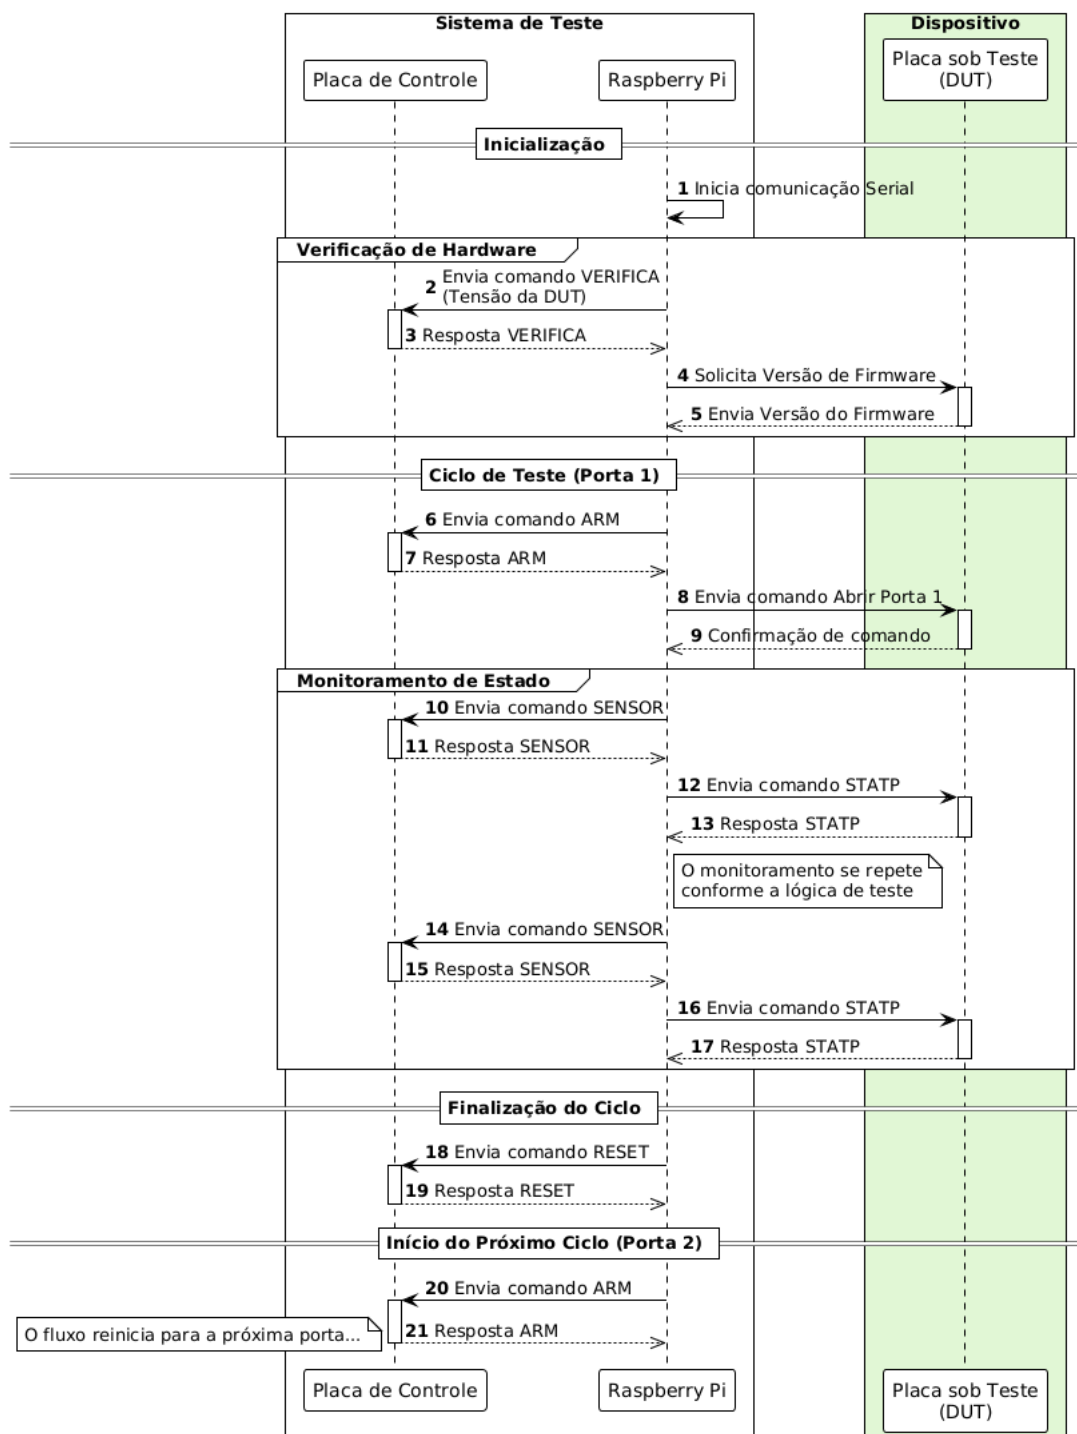 Sistema de Teste
Dispositivo
Placa de Controle
Raspberry Pi
Placa sob Teste
(DUT)
Inicialização
1 Inicia comunicação Serial
Verificação de Hardware
2 Envia comando VERIFICA
(Tensão da DUT)
3 Resposta VERIFICA
4 Solicita Versão de Firmware
5 Envia Versão do Firmware
Ciclo de Teste (Porta 1)
6 Envia comando ARM
7 Resposta ARM
8 Envia comando Abrir Porta 1
9 Confirmação de comando
Monitoramento de Estado
10 Envia comando SENSOR
11 Resposta SENSOR
12 Envia comando STATP
13 Resposta STATP
O monitoramento se repete
conforme a lógica de teste
14 Envia comando SENSOR
15 Resposta SENSOR
16 Envia comando STATP
17 Resposta STATP
Finalização do Ciclo
18 Envia comando RESET
19 Resposta RESET
Início do Próximo Ciclo (Porta 2)
20 Envia comando ARM
O fluxo reinicia para a próxima porta...
21 Resposta ARM
Placa de Controle
Raspberry Pi
Placa sob Teste
(DUT)